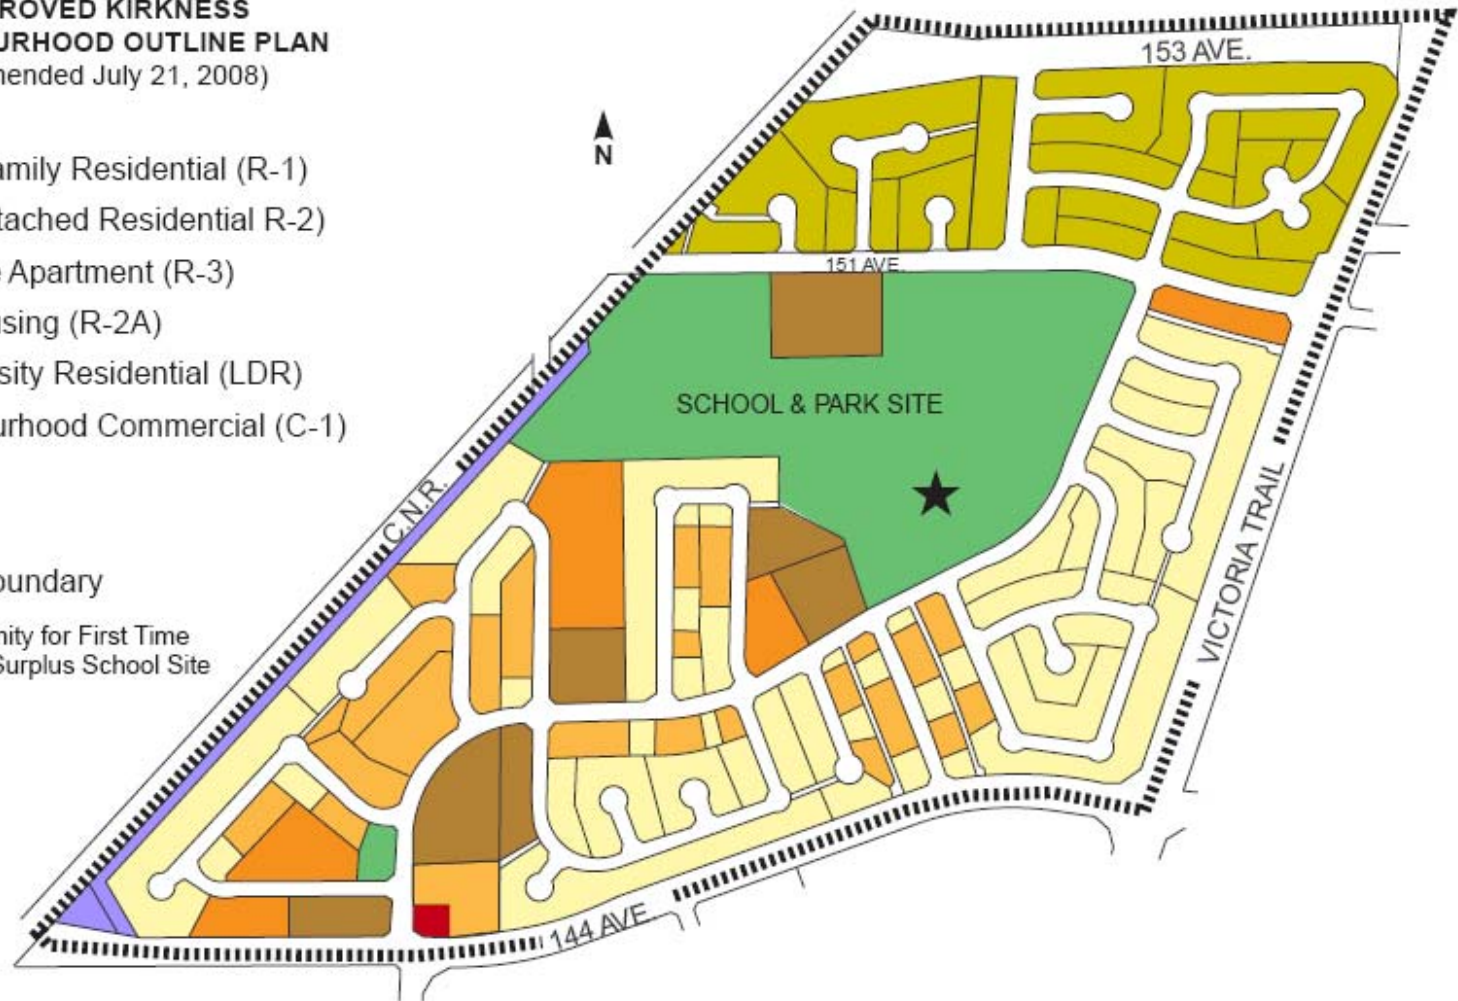 ROVED KIRKNESS
URHOOD OUTLINE PLAN
ended July 21, 2008)
N
amily Residential (R-1)
tached Residential R-2)
e Apartment (R-3)
sing (R-2A)
sity Residential (LDR)
urhood Commercial (C-1)
oundary
nity for First Time
Surplus School Site
153 AVE.
151 AVE.
SCHOOL & PARK SITE
C.N.R.
VICTORIA TRAIL
144 AVE.